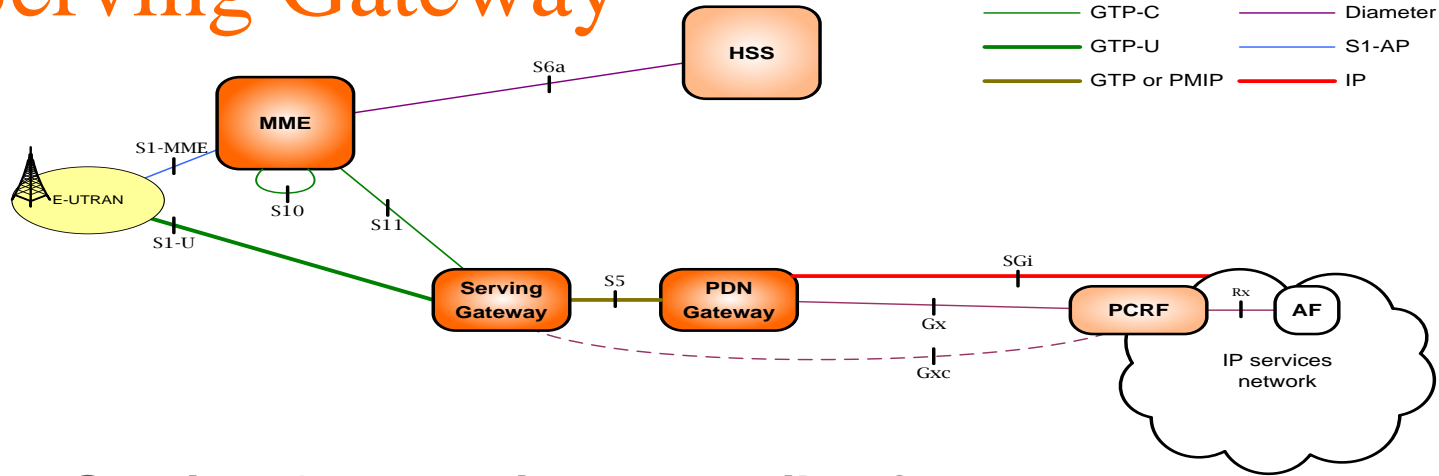 Serving Gateway
GTP-C
Diameter
GTP-U
S1-AP
GTP or PMIP
IP
HSS
S6a
MME
S1-MME
E-UTRAN
S10
S11
S1-U
Serving
Gateway
S5
PDN
Gateway
SGi
Gx
Gxc
PCRF
Rx
AF
IP services
network